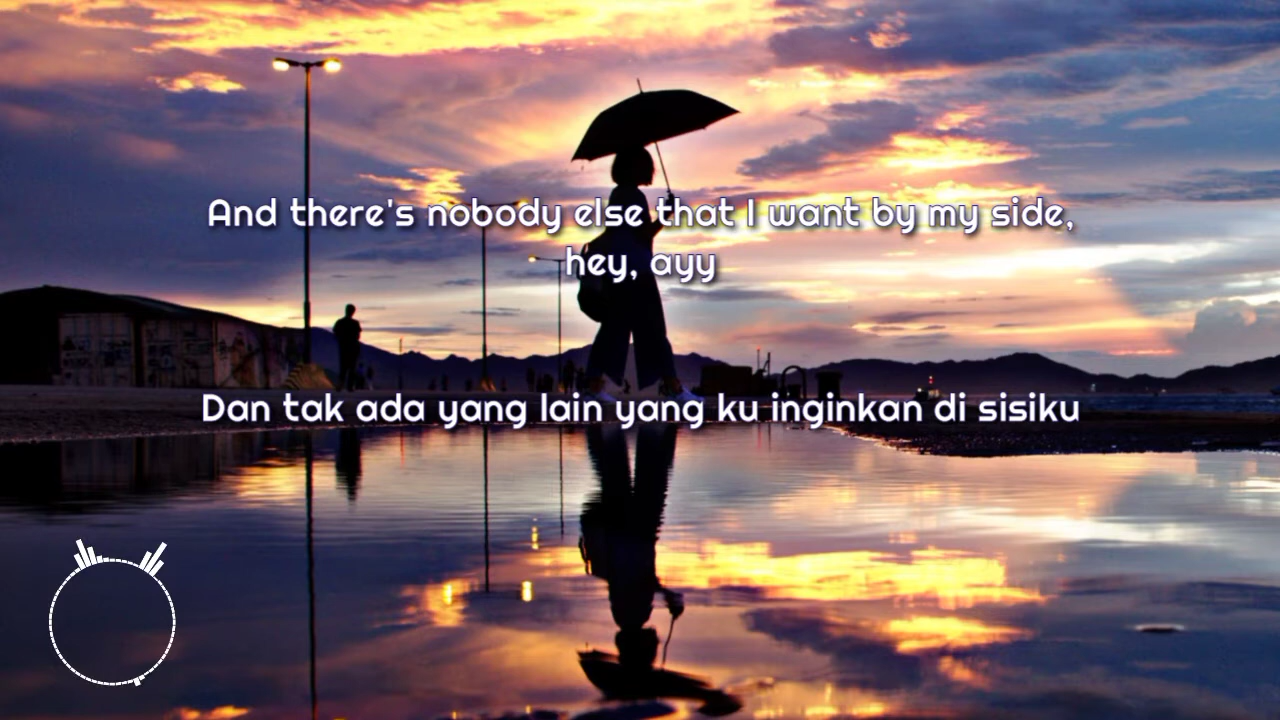 And there's nobody else that I want by my side,
hey, ayy
Dan tak ada yang lain yang ku inginkan di sisiku